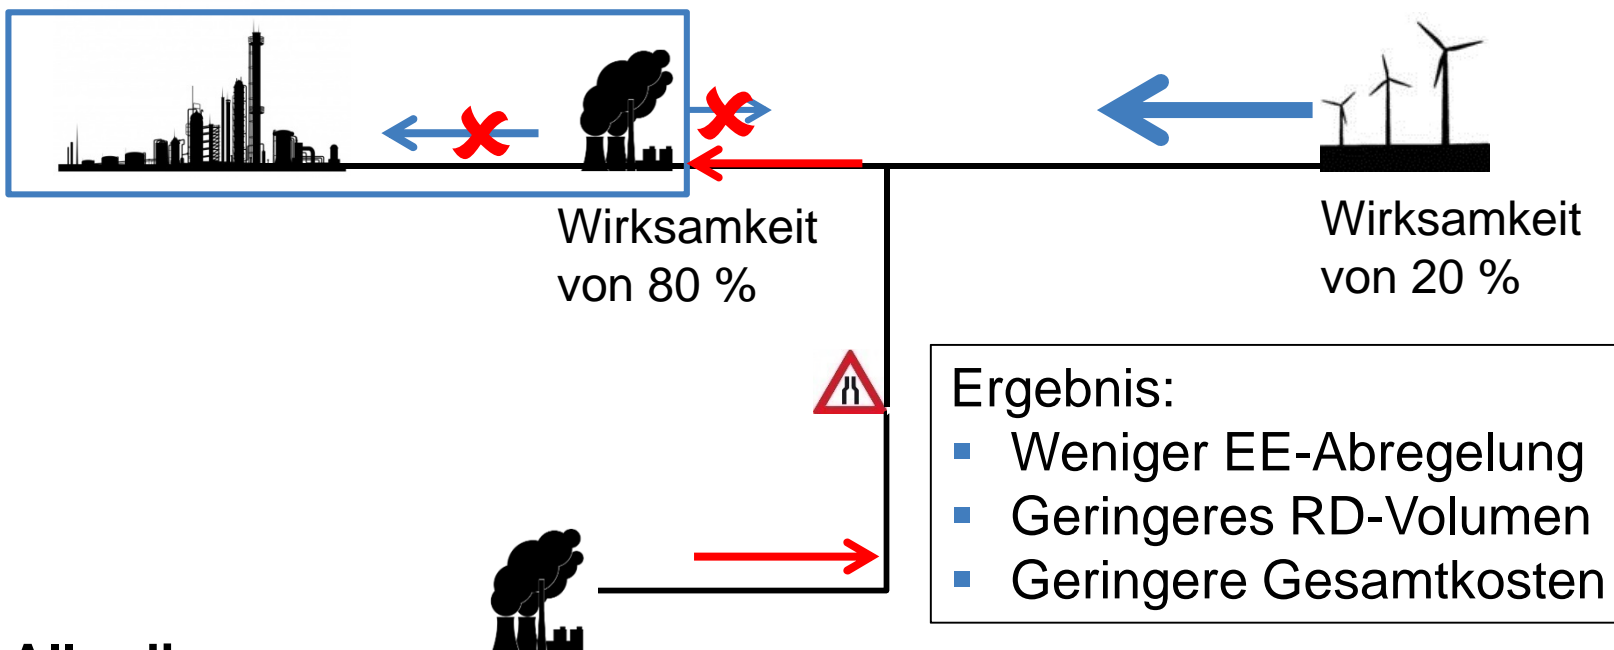 Wirksamkeit
von 80 %
Wirksamkeit
von 20 %
Ergebnis:
Weniger EE-Abregelung
Geringeres RD-Volumen
Geringere Gesamtkosten